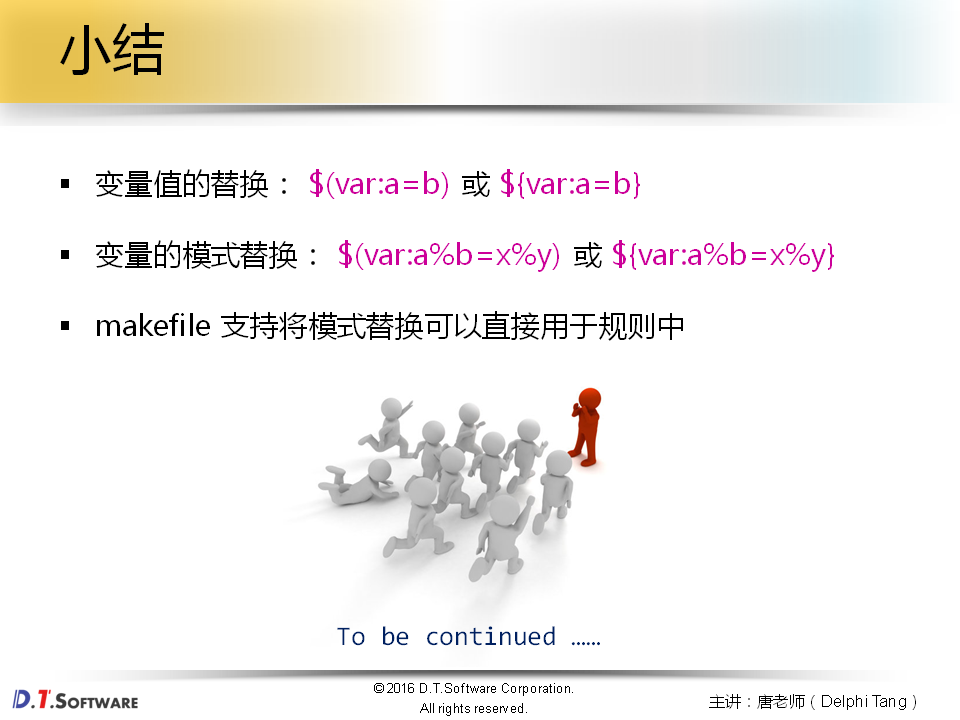 小结
▪ 变量值的替换： $(var:a=b) 或 ${var:a=b}
▪ 变量的模式替换： $(var:a%b=x%y) 或 ${var:a%b=x%y}
▪ makefile 支持将模式替换可以直接用于规则中
To be continued ……
D.T.SOFTWARE
©2016 D.T.Software Corporation.
All rights reserved.
主讲：唐老师（Delphi Tang）